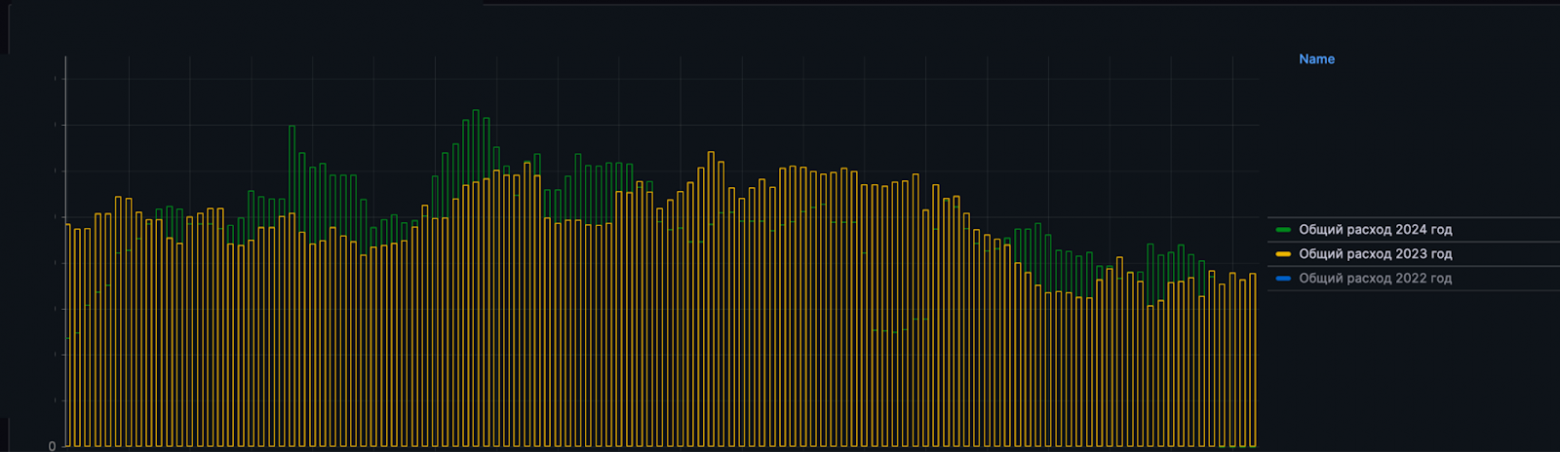 Name
Общий расход 2024 год
Общий расход 2023 год
Общий расход 2022 год
0